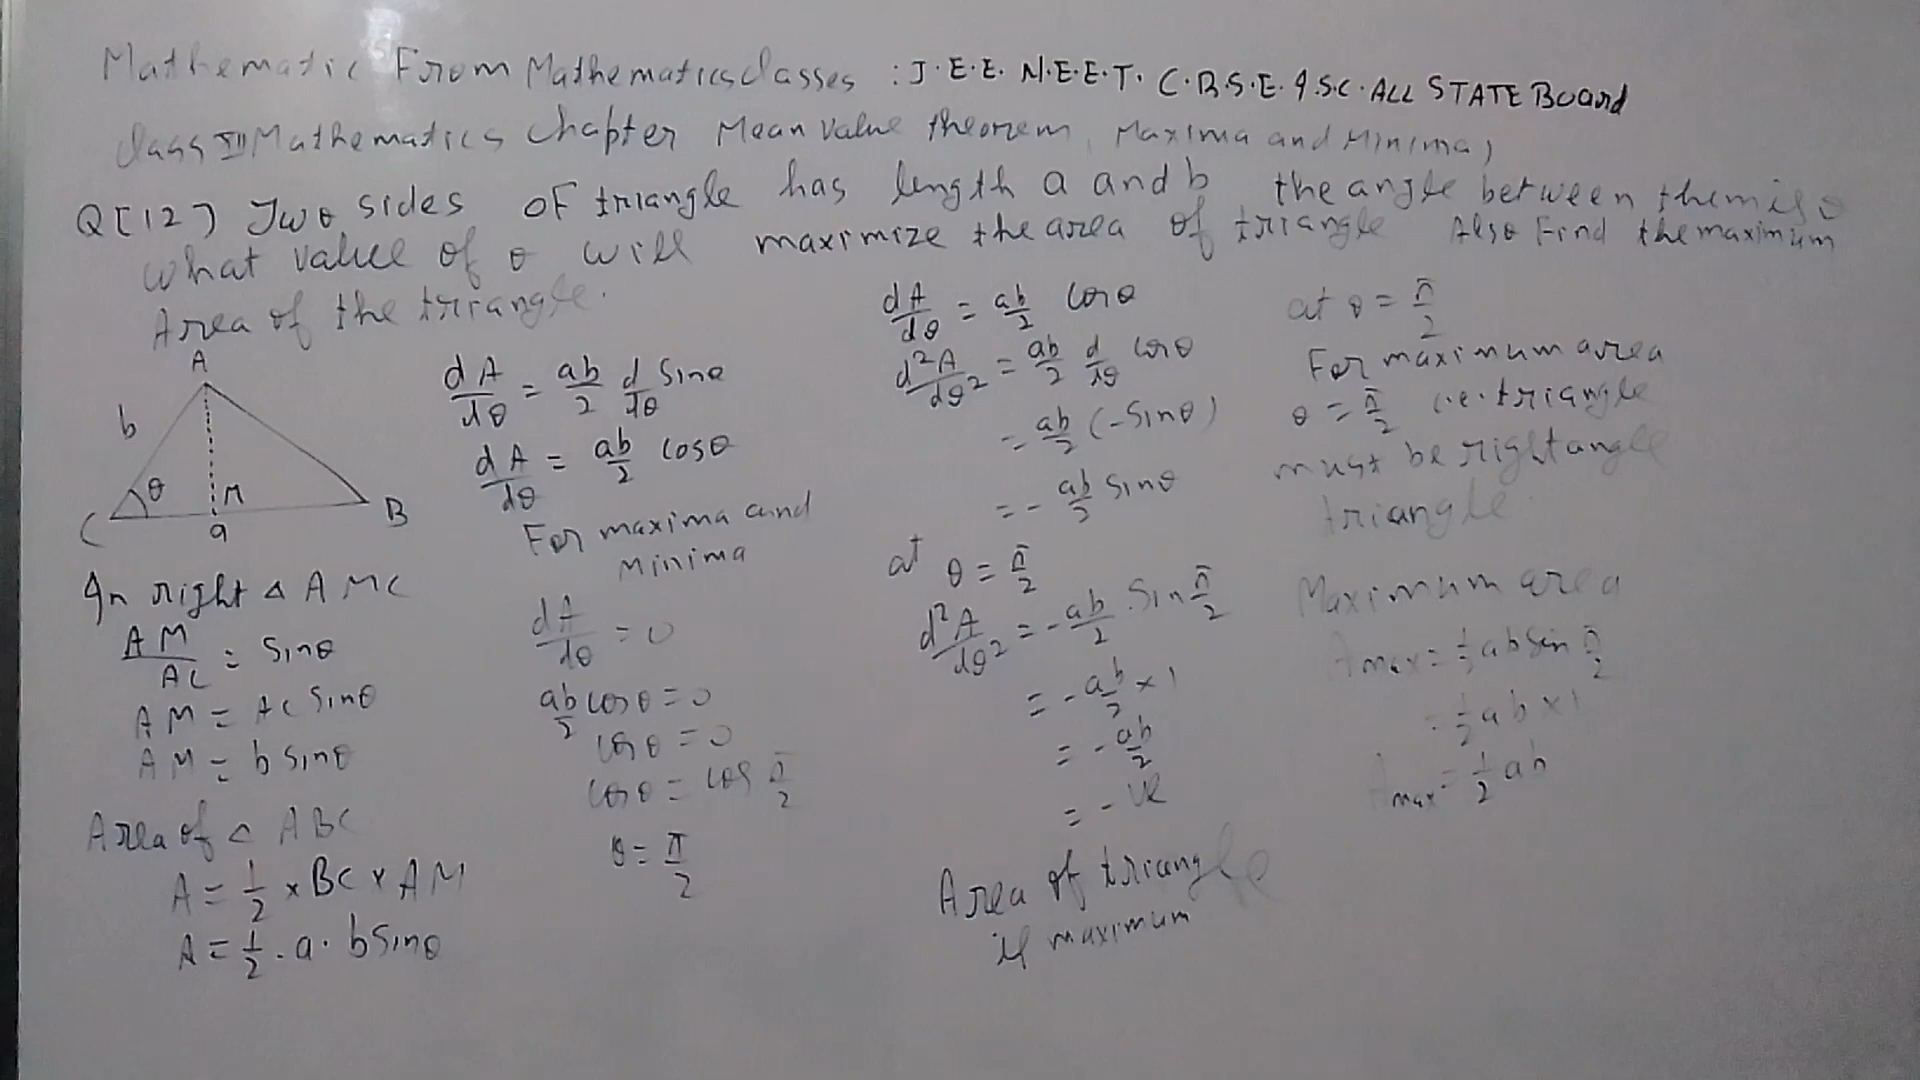 Mathematic From Mathematicsclasses : J.E.E. N.E.E.T. C.B.S.E. I.S.C. ALL STATE Board
Class XII Mathematics Chapter Mean Value theorem, Maxima and Minima)
Q[12] Two sides of triangle has length a and b the angle between them is θ
what value of θ will maximize the area of triangle Also Find the maximum
Area of the triangle.
A
b
θ
M
C
a
B
In right △ AMC
AM/AC = Sinθ
AM = AC Sinθ
AM = b Sinθ
Area of △ ABC
A = 1/2 × BC × AM
A = 1/2 . a . b Sinθ
dA/dθ = ab/2 d/dθ Sinθ
dA/dθ = ab/2 cosθ
For maxima and
minima
dA/dθ = 0
ab/2 cosθ = 0
cosθ = 0
cosθ = cos π/2
θ = π/2
dA/dθ = ab/2 cosθ
d²A/dθ² = ab/2 d/dθ cosθ
= ab/2 (-Sinθ)
= - ab/2 Sinθ
at θ = π/2
d²A/dθ² = - ab/2 . Sin π/2
= - ab/2 × 1
= - ab/2
= - ve
Area of triangle
is maximum
at θ = π/2
For maximum area
θ = π/2 i.e. triangle
must be right angle
triangle.
Maximum area
Amax = 1/2 ab Sin π/2
= 1/2 ab × 1
Amax = 1/2 ab